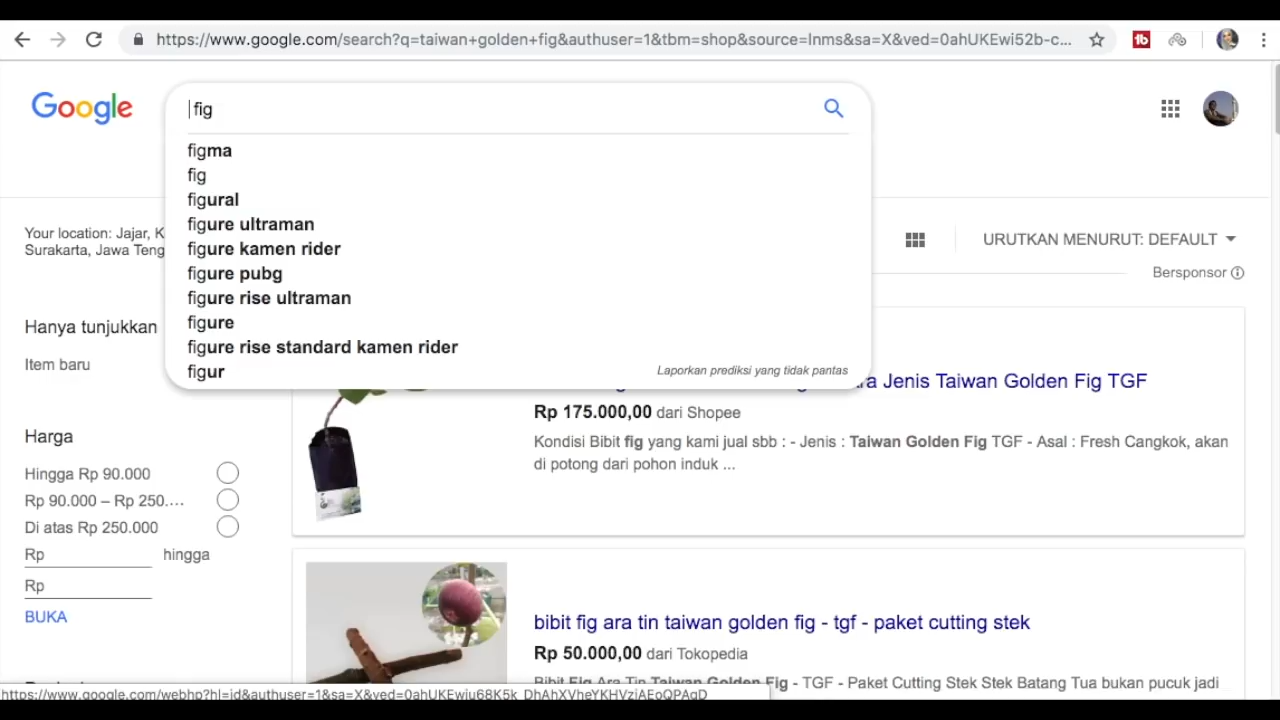 https://www.google.com/search?q=taiwan+golden+fig&authuser=1&tbm=shop&source=lnms&sa=X&ved=0ahUKEwi52b-c...
Google
fig
figma
fig
figural
figure ultraman
figure kamen rider
figure pubg
figure rise ultraman
figure
figure rise standard kamen rider
figur
Laporkan prediksi yang tidak pantas
Your location: Jajar, K
Surakarta, Jawa Teng
URUTKAN MENURUT: DEFAULT
Bersponsor
Hanya tunjukkan
Item baru
Harga
Hingga Rp 90.000
Rp 90.000 – Rp 250....
Di atas Rp 250.000
Rp hingga
Rp
BUKA
Jenis Taiwan Golden Fig TGF
Rp 175.000,00 dari Shopee
Kondisi Bibit fig yang kami jual sbb : - Jenis : Taiwan Golden Fig TGF - Asal : Fresh Cangkok, akan
di potong dari pohon induk ...
bibit fig ara tin taiwan golden fig - tgf - paket cutting stek
Rp 50.000,00 dari Tokopedia
Bibit Fig Ara Tin Taiwan Golden Fig - TGF - Paket Cutting Stek Stek Batang Tua bukan pucuk jadi